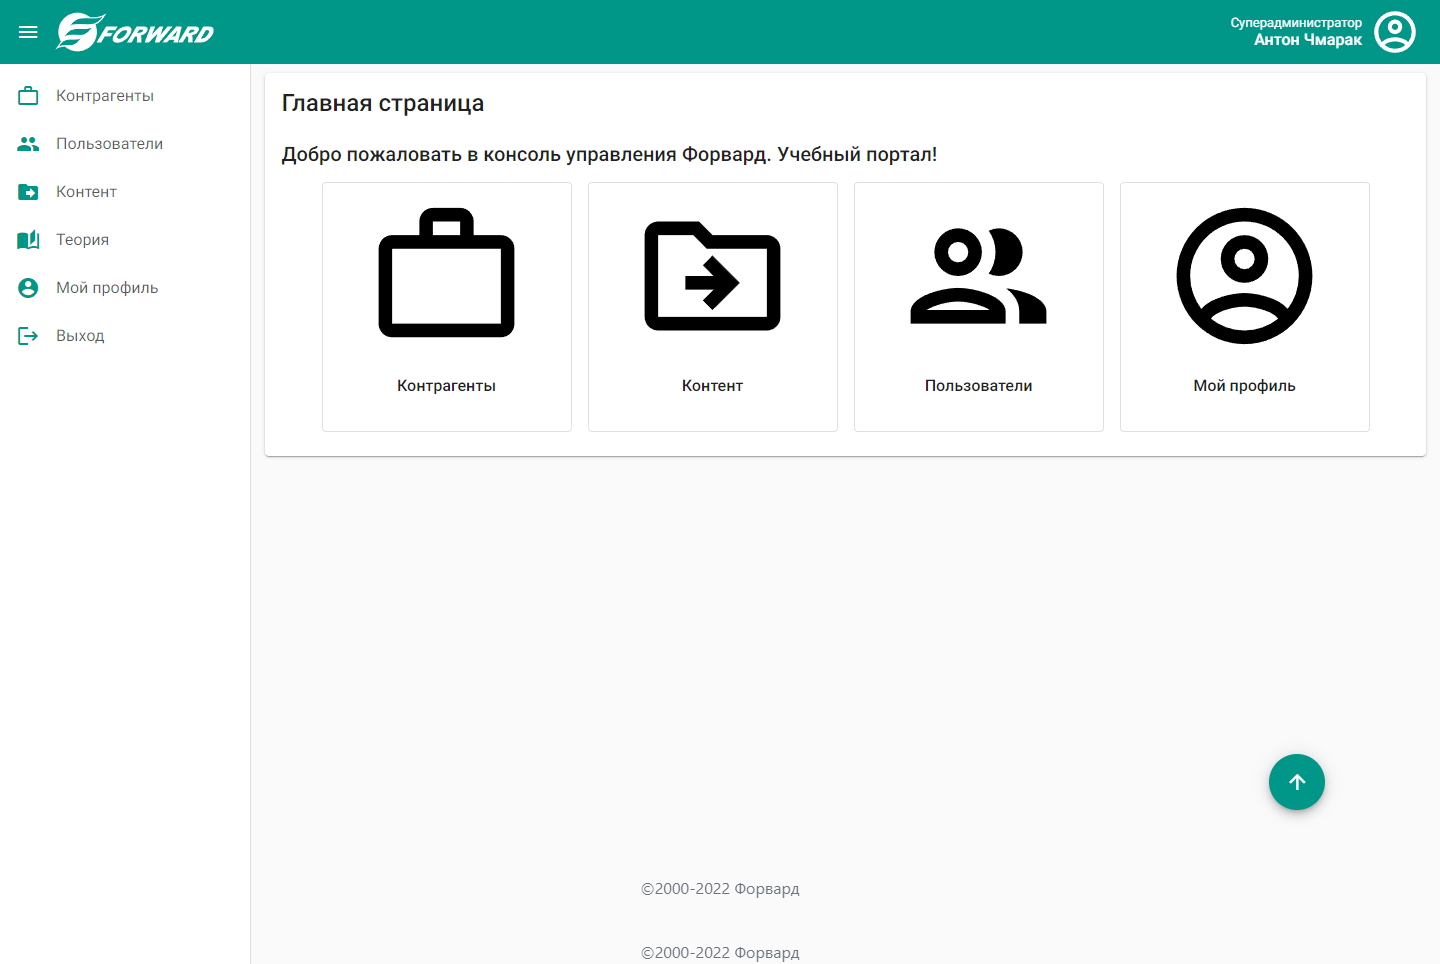 FORWARD
Суперадминистратор
Антон Чмарак
Контрагенты
Пользователи
Контент
Теория
Мой профиль
Выход
Главная страница
Добро пожаловать в консоль управления Форвард. Учебный портал!
Контрагенты
Контент
Пользователи
Мой профиль
©2000-2022 Форвард
©2000-2022 Форвард